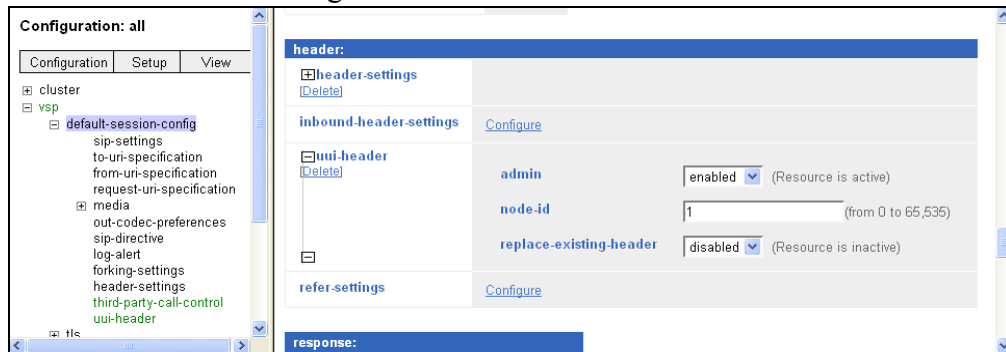 Configuration: all
Configuration Setup View
cluster
vsp
default-session-config
sip-settings
to-uri-specification
from-uri-specification
request-uri-specification
media
out-codec-preferences
sip-directive
log-alert
forking-settings
header-settings
third-party-call-control
uui-header
tls
header:
header-settings
[Delete]
inbound-header-settings Configure
uui-header
[Delete]
admin enabled (Resource is active)
node-id 1 (from 0 to 65,535)
replace-existing-header disabled (Resource is inactive)
refer-settings Configure
response: